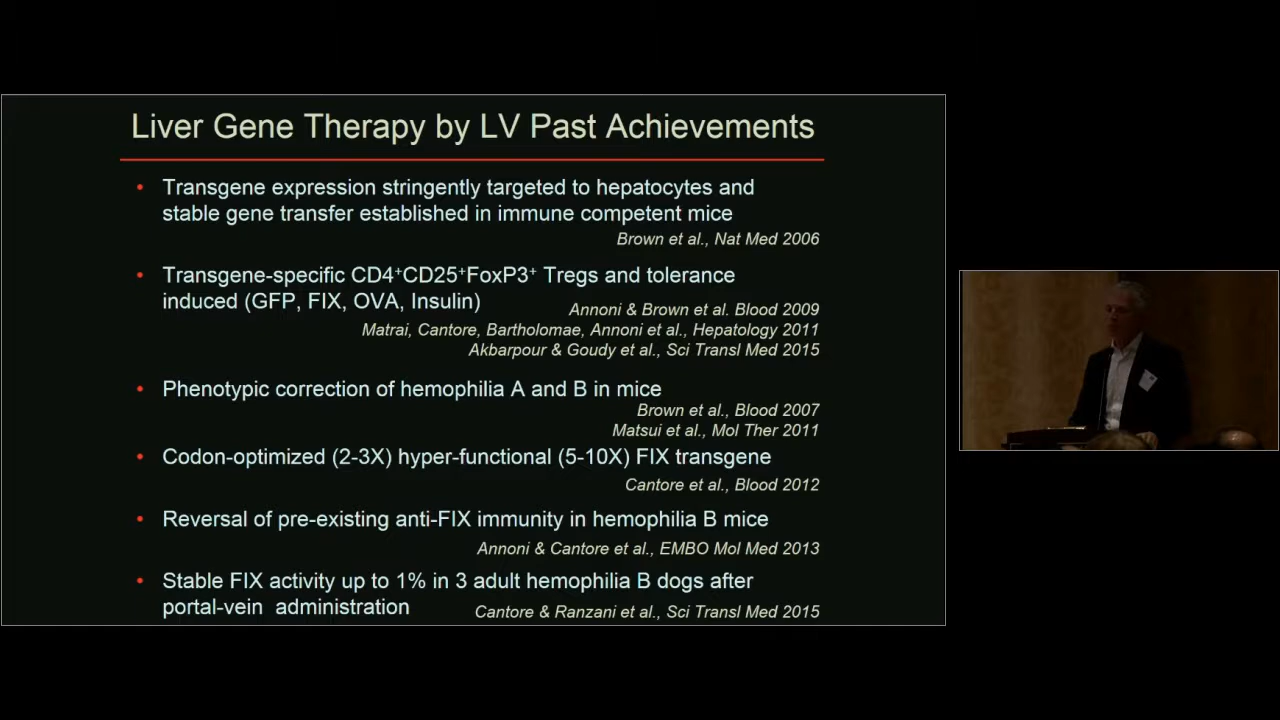 Liver Gene Therapy by LV Past Achievements
• Transgene expression stringently targeted to hepatocytes and
stable gene transfer established in immune competent mice
Brown et al., Nat Med 2006
• Transgene-specific CD4⁺CD25⁺FoxP3⁺ Tregs and tolerance
induced (GFP, FIX, OVA, Insulin)
Annoni & Brown et al. Blood 2009
Matrai, Cantore, Bartholomae, Annoni et al., Hepatology 2011
Akbarpour & Goudy et al., Sci Transl Med 2015
• Phenotypic correction of hemophilia A and B in mice
Brown et al., Blood 2007
Matsui et al., Mol Ther 2011
• Codon-optimized (2-3X) hyper-functional (5-10X) FIX transgene
Cantore et al., Blood 2012
• Reversal of pre-existing anti-FIX immunity in hemophilia B mice
Annoni & Cantore et al., EMBO Mol Med 2013
• Stable FIX activity up to 1% in 3 adult hemophilia B dogs after
portal-vein administration
Cantore & Ranzani et al., Sci Transl Med 2015